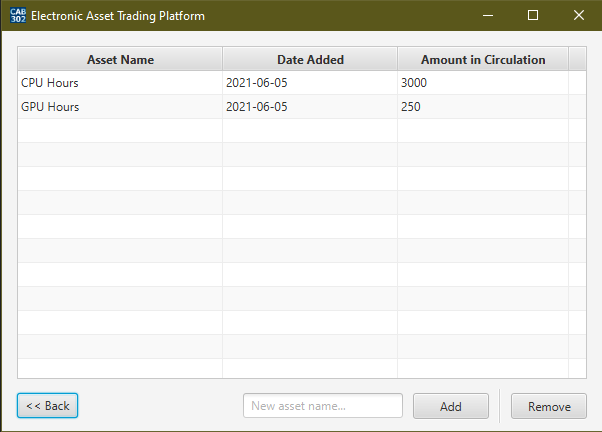 CAB 302 Electronic Asset Trading Platform
Asset Name Date Added Amount in Circulation
CPU Hours 2021-06-05 3000
GPU Hours 2021-06-05 250
<< Back New asset name... Add Remove